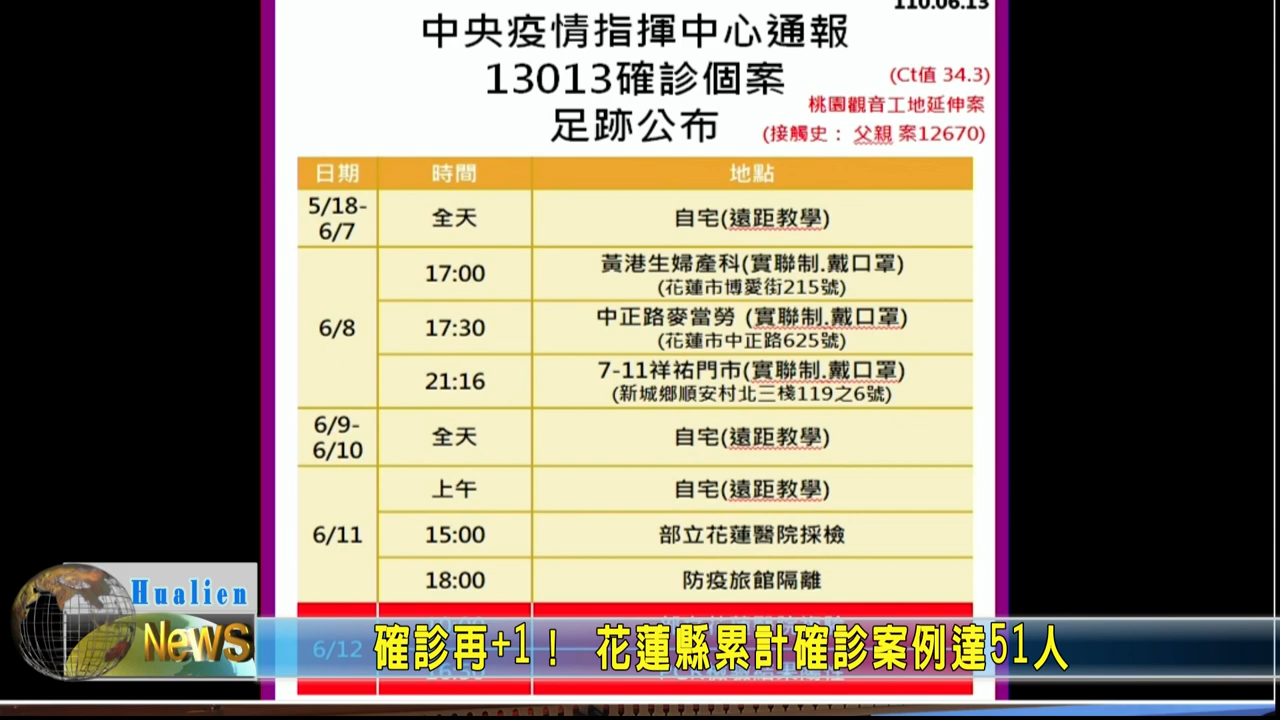 110.06.13
中央疫情指揮中心通報
13013確診個案
足跡公布
(Ct值 34.3)
桃園觀音工地延伸案
(接觸史： 父親 案12670)
日期 時間 地點
5/18-6/7 全天 自宅(遠距教學)
6/8 17:00 黃港生婦產科(實聯制.戴口罩)
(花蓮市博愛街215號)
17:30 中正路麥當勞 (實聯制.戴口罩)
(花蓮市中正路625號)
21:16 7-11祥祐門市(實聯制.戴口罩)
(新城鄉順安村北三棧119之6號)
6/9-6/10 全天 自宅(遠距教學)
6/11 上午 自宅(遠距教學)
15:00 部立花蓮醫院採檢
18:00 防疫旅館隔離
6/12
Hualien
NewS
確診再+1！ 花蓮縣累計確診案例達51人